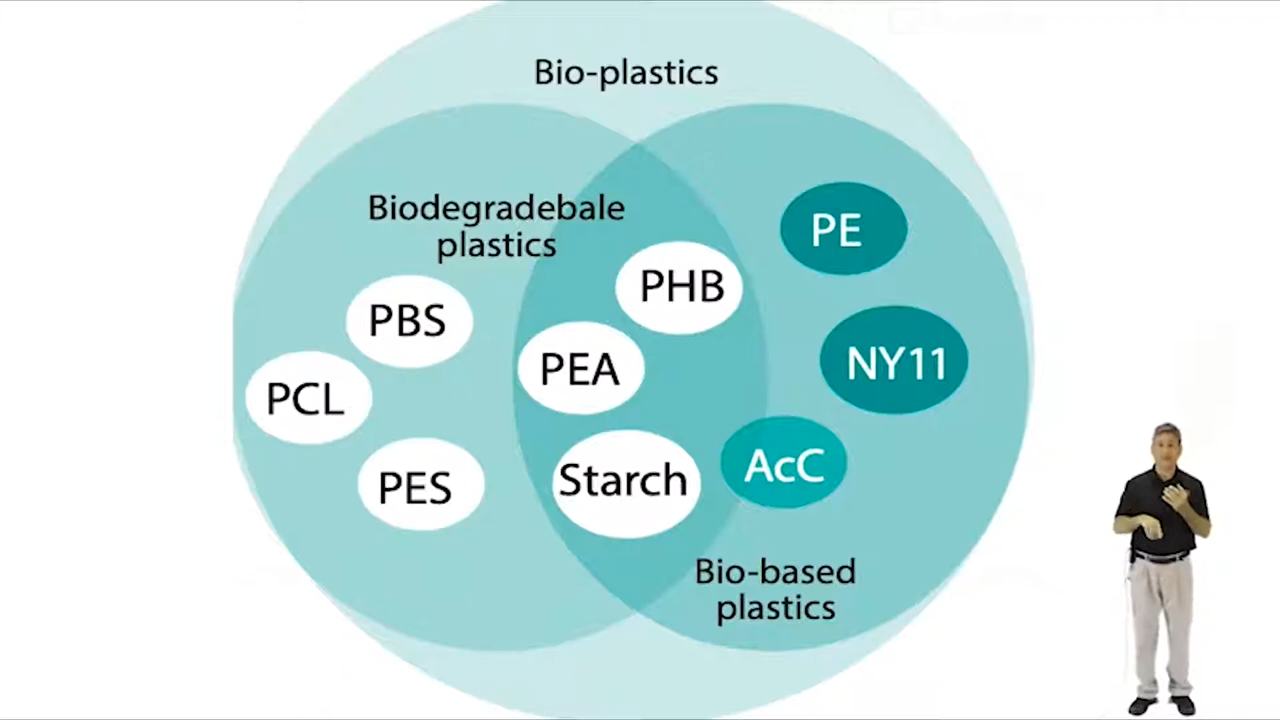 Bio-plastics
Biodegradebale
plastics
PE
PHB
PBS
PEA
NY11
PCL
AcC
Starch
PES
Bio-based
plastics